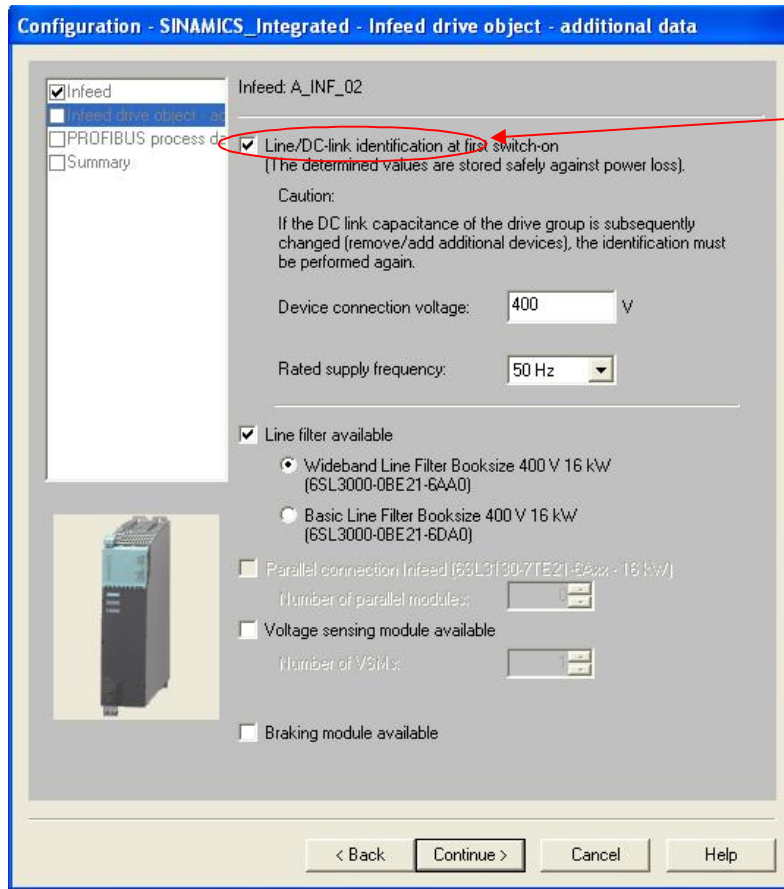 Configuration - SINAMICS_Integrated - Infeed drive object - additional data
Infeed
Infeed drive object - ad
PROFIBUS process da
Summary
Infeed: A_INF_02
Line/DC-link identification at first switch-on
(The determined values are stored safely against power loss).
Caution:
If the DC link capacitance of the drive group is subsequently
changed (remove/add additional devices), the identification must
be performed again.
Device connection voltage:
400
V
Rated supply frequency:
50 Hz
Line filter available
Wideband Line Filter Booksize 400 V 16 kW
(6SL3000-0BE21-6AA0)
Basic Line Filter Booksize 400 V 16 kW
(6SL3000-0BE21-6DA0)
Parallel connection Infeed (6SL3130-7TE21-6Axx - 16 kW)
Number of parallel modules:
0
Voltage sensing module available
Number of VSMs:
1
Braking module available
< Back
Continue >
Cancel
Help